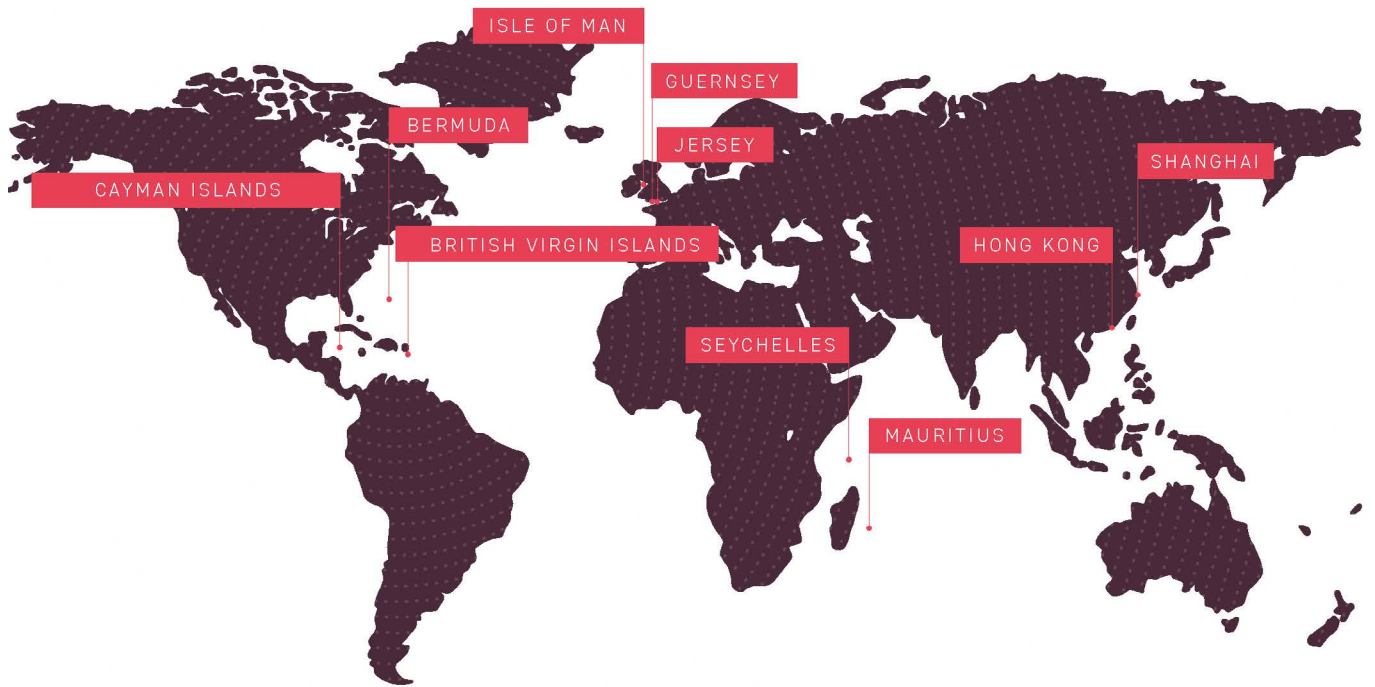 ISLE OF MAN
GUERNSEY
BERMUDA
JERSEY
SHANGHAI
CAYMAN ISLANDS
BRITISH VIRGIN ISLANDS
HONG KONG
SEYCHELLES
MAURITIUS